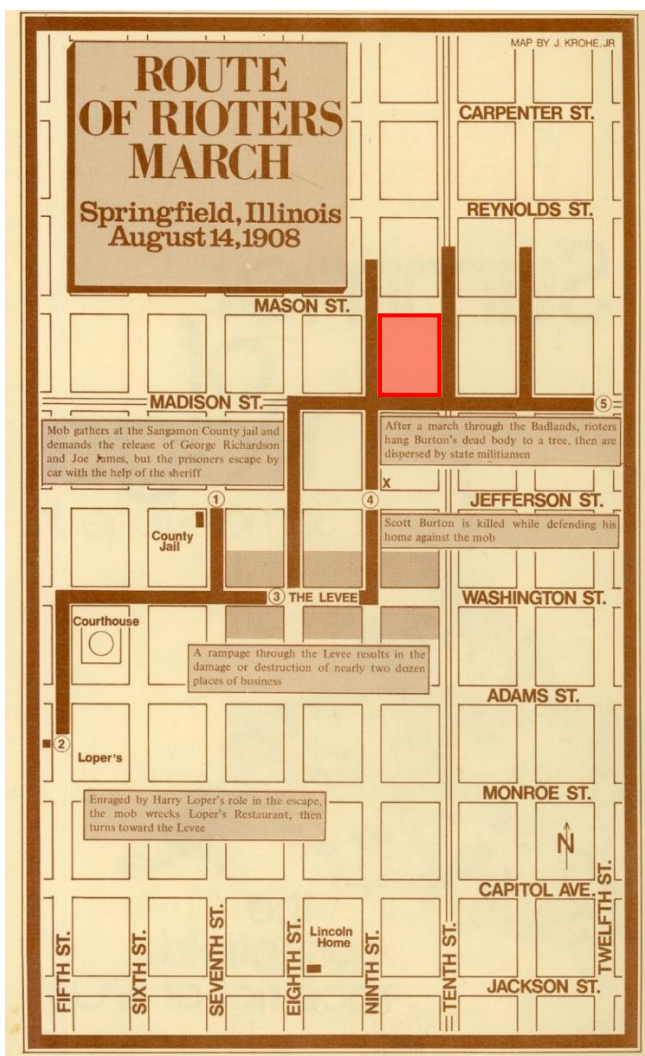 MAP BY J. KROHE, JR
ROUTE
OF RIOTERS
MARCH
Springfield, Illinois
August 14, 1908
CARPENTER ST.
REYNOLDS ST.
MASON ST.
MADISON ST.
5
Mob gathers at the Sangamon County jail and
demands the release of George Richardson
and Joe James, but the prisoners escape by
car with the help of the sheriff
After a march through the Badlands, rioters
hang Burton's dead body to a tree, then are
dispersed by state militiamen
X
1
4
JEFFERSON ST.
County
Jail
Scott Burton is killed while defending his
home against the mob
3
THE LEVEE
WASHINGTON ST.
Courthouse
A rampage through the Levee results in the
damage or destruction of nearly two dozen
places of business
ADAMS ST.
2
Loper's
MONROE ST.
Enraged by Harry Loper's role in the escape,
the mob wrecks Loper's Restaurant, then
turns toward the Levee
N
CAPITOL AVE.
Lincoln
Home
FIFTH ST.
SIXTH ST.
SEVENTH ST.
EIGHTH ST.
NINTH ST.
TENTH ST.
TWELFTH ST.
JACKSON ST.